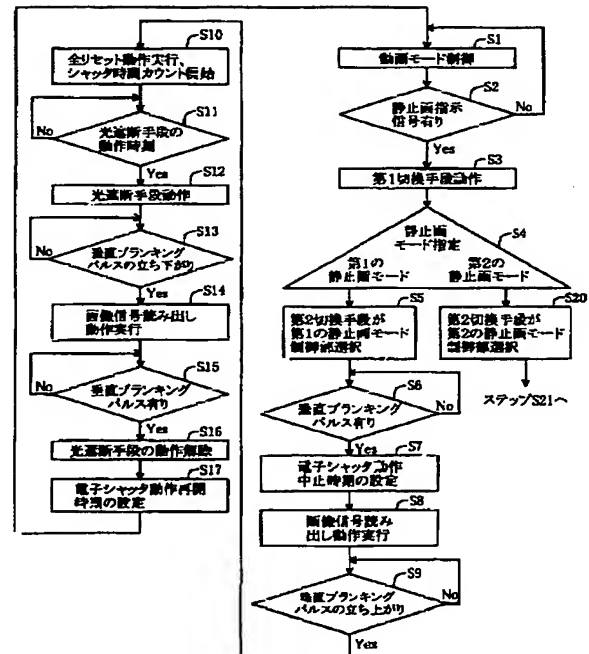 S10
全リセット動作実行、
シャッタ時間カウント開始
S11
No
光遮断手段の
動作時刻
Yes
S12
光遮断手段動作
S13
No
垂直ブランキング
パルスの立ち下がり
Yes
S14
画像信号読み出し
動作実行
S15
No
垂直ブランキング
パルス有り
Yes
S16
光遮断手段の動作解除
S17
電子シャッタ動作再開
時期の設定
S1
動画モード制御
S2
静止画指示
信号有り
No
Yes
S3
第1切換手段動作
S4
静止画
モード指定
第1の
静止画モード
第2の
静止画モード
S5
第2切換手段が
第1の静止画モード
制御部選択
S20
第2切換手段が
第2の静止画モード
制御部選択
ステップS21へ
S6
垂直ブランキング
パルス有り
No
Yes
S7
電子シャッタ動作
中止時期の設定
S8
画像信号読み
出し動作実行
S9
垂直ブランキング
パルスの立ち上がり
No
Yes